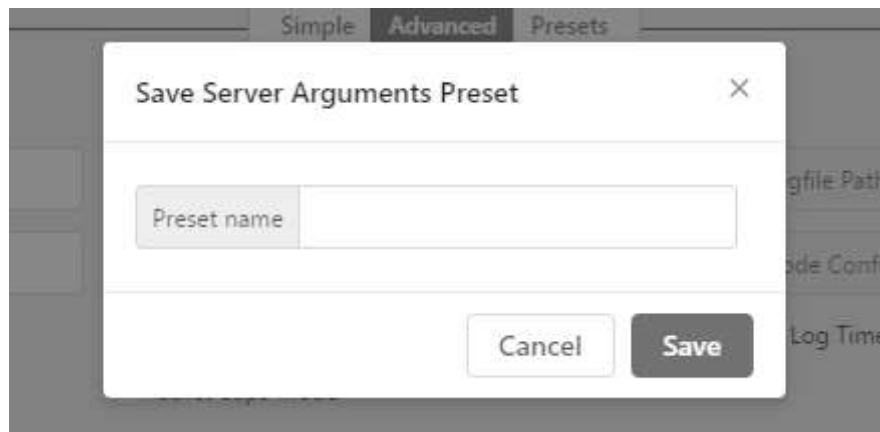 Simple Advanced Presets
Save Server Arguments Preset
gfile Path
Preset name
ode Conf
Log Time
Cancel Save